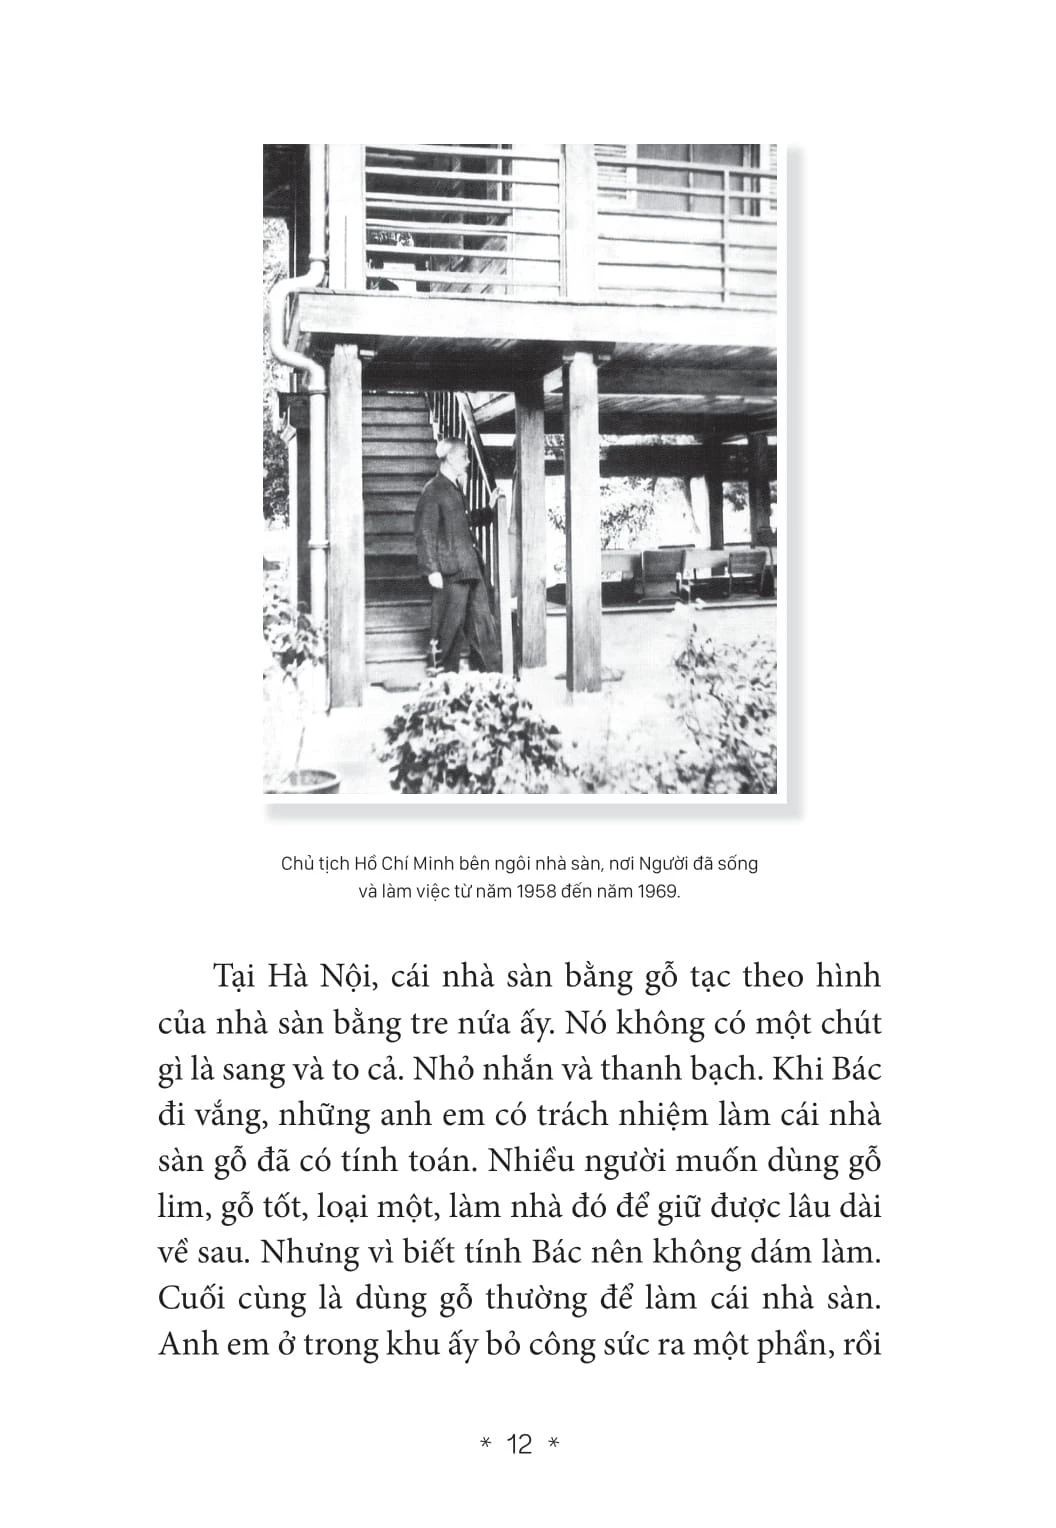 Chủ tịch Hồ Chí Minh bên ngôi nhà sàn, nơi Người đã sống
và làm việc từ năm 1958 đến năm 1969.
Tại Hà Nội, cái nhà sàn bằng gỗ tạc theo hình
của nhà sàn bằng tre nứa ấy. Nó không có một chút
gì là sang và to cả. Nhỏ nhắn và thanh bạch. Khi Bác
đi vắng, những anh em có trách nhiệm làm cái nhà
sàn gỗ đã có tính toán. Nhiều người muốn dùng gỗ
lim, gỗ tốt, loại một, làm nhà đó để giữ được lâu dài
về sau. Nhưng vì biết tính Bác nên không dám làm.
Cuối cùng là dùng gỗ thường để làm cái nhà sàn.
Anh em ở trong khu ấy bỏ công sức ra một phần, rồi
* 12 *